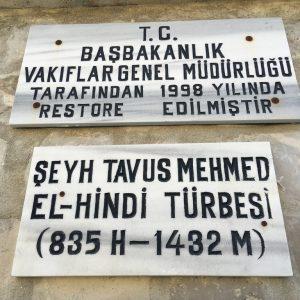 T. C.
BAŞBAKANLIK
VAKIFLAR GENEL MÜDÜRLÜĞÜ
TARAFINDAN 1998 YILINDA
RESTORE EDİLMİŞTİR
ŞEYH TAVUS MEHMED
EL-HİNDİ TÜRBESİ
(835 H-1432 M)